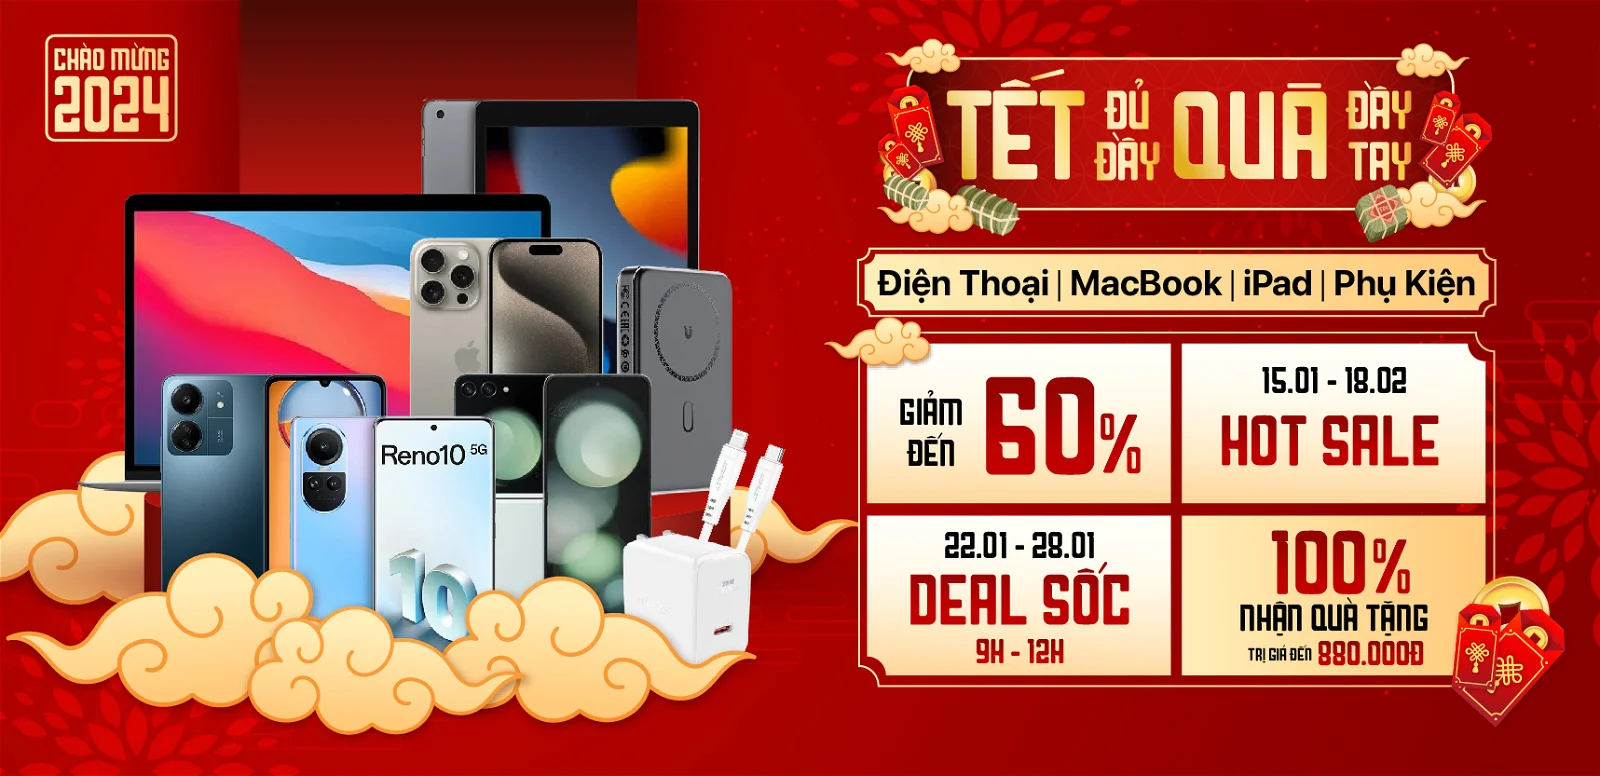 CHÀO MỪNG
2024
TẾT ĐỦ ĐẦY QUÀ ĐẦY TAY
Điện Thoại | MacBook | iPad | Phụ Kiện
GIẢM ĐẾN 60%
15.01 - 18.02
HOT SALE
22.01 - 28.01
DEAL SỐC
9H - 12H
100%
NHẬN QUÀ TẶNG
TRỊ GIÁ ĐẾN 880.000Đ
Reno10 5G
10